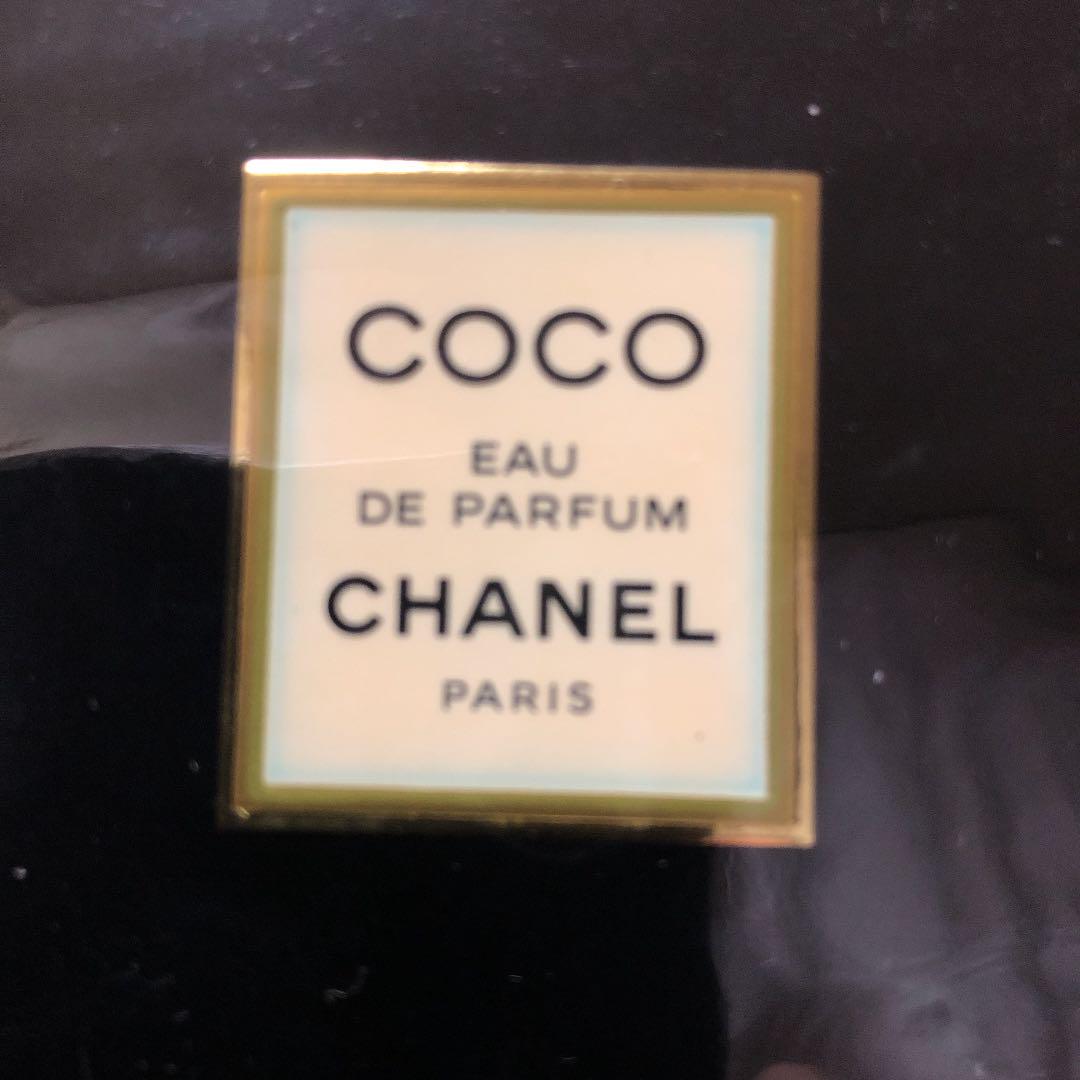 COCO
EAU
DE PARFUM
CHANEL
PARIS